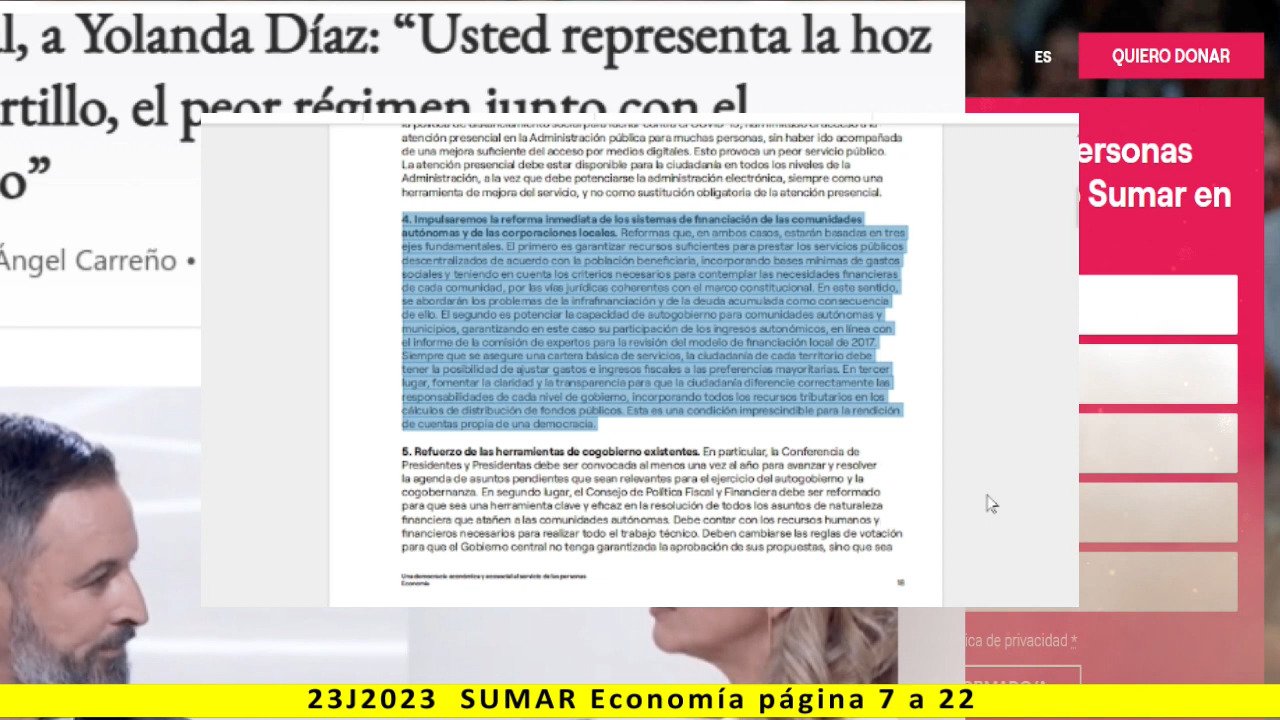 l, a Yolanda Díaz: “Usted representa la hoz
rtillo, el peor régimen junto con el
o”
Ángel Carreño •
ES
QUIERO DONAR
ersonas
Sumar en
atención presencial en la Administración pública para muchas personas, sin haber ido acompañada
de una mejora suficiente del acceso por medios digitales. Esto provoca un peor servicio público.
La atención presencial debe estar disponible para la ciudadanía en todos los niveles de la
Administración, a la vez que debe potenciarse la administración electrónica, siempre como una
herramienta de mejora del servicio, y no como sustitución obligatoria de la atención presencial.
4. Impulsaremos la reforma inmediata de los sistemas de financiación de las comunidades
autónomas y de las corporaciones locales. Reformas que, en ambos casos, estarán basadas en tres
ejes fundamentales. El primero es garantizar recursos suficientes para prestar los servicios públicos
descentralizados de acuerdo con la población beneficiaria, incorporando bases mínimas de gastos
sociales y teniendo en cuenta los criterios necesarios para contemplar las necesidades financieras
de cada comunidad, por las vías jurídicas coherentes con el marco constitucional. En este sentido,
se abordarán los problemas de la infrafinanciación y de la deuda acumulada como consecuencia
de ello. El segundo es potenciar la capacidad de autogobierno para comunidades autónomas y
municipios, garantizando en este caso su participación de los ingresos autonómicos, en línea con
el informe de la comisión de expertos para la revisión del modelo de financiación local de 2017.
Siempre que se asegure una cartera básica de servicios, la ciudadanía de cada territorio debe
tener la posibilidad de ajustar gastos e ingresos fiscales a las preferencias mayoritarias. En tercer
lugar, fomentar la claridad y la transparencia para que la ciudadanía diferencie correctamente las
responsabilidades de cada nivel de gobierno, incorporando todos los recursos tributarios en los
cálculos de distribución de fondos públicos. Esta es una condición imprescindible para la rendición
de cuentas propia de una democracia.
5. Refuerzo de las herramientas de cogobierno existentes. En particular, la Conferencia de
Presidentes y Presidentas debe ser convocada al menos una vez al año para avanzar y resolver
la agenda de asuntos pendientes que sean relevantes para el ejercicio del autogobierno y la
cogobernanza. En segundo lugar, el Consejo de Política Fiscal y Financiera debe ser reformado
para que sea una herramienta clave y eficaz en la resolución de todos los asuntos de naturaleza
financiera que atañen a las comunidades autónomas. Debe contar con los recursos humanos y
financieros necesarios para realizar todo el trabajo técnico. Deben cambiarse las reglas de votación
para que el Gobierno central no tenga garantizada la aprobación de sus propuestas, sino que sea
Una democracia económica y ecosocial al servicio de las personas
Economía
18
ica de privacidad *
23J2023 SUMAR Economía página 7 a 22